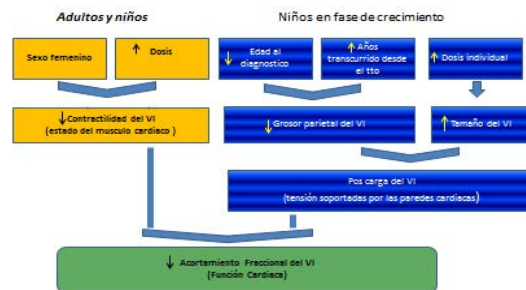 Adultos y niños
Niños en fase de crecimiento
Sexo femenino
↑ Dosis
↓ Edad al
diagnostico
↑ Años
transcurrido desde
el tto
↑ Dosis individual
↓Contractilidad del VI
(estado del musculo cardiaco )
↓ Grosor parietal del VI
↑ Tamaño del VI
Pos carga del VI
(tensión soportadas por las paredes cardiacas)
↓ Acortamiento Fraccional del VI
(Función Cardiaca)